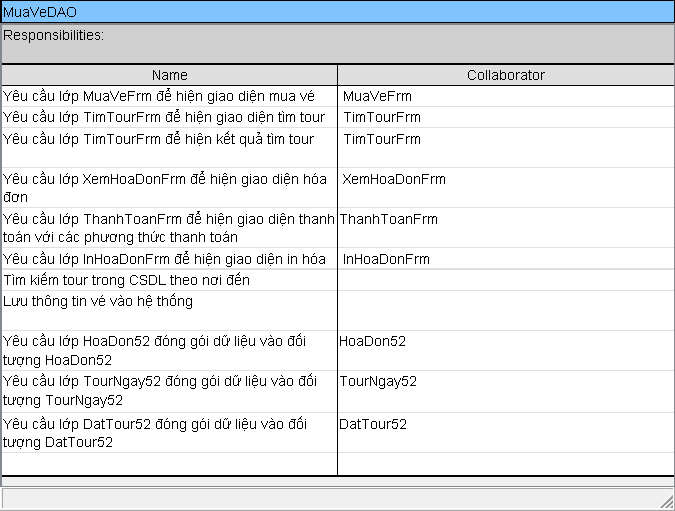 MuaVeDAO
Responsibilities:
Name Collaborator
Yêu cầu lớp MuaVeFrm để hiện giao diện mua vé MuaVeFrm
Yêu cầu lớp TimTourFrm để hiện giao diện tìm tour TimTourFrm
Yêu cầu lớp TimTourFrm để hiện kết quả tìm tour TimTourFrm
Yêu cầu lớp XemHoaDonFrm để hiện giao diện hóa XemHoaDonFrm
đơn
Yêu cầu lớp ThanhToanFrm để hiện giao diện thanh ThanhToanFrm
toán với các phương thức thanh toán
Yêu cầu lớp InHoaDonFrm để hiện giao diện in hóa InHoaDonFrm
Tìm kiếm tour trong CSDL theo nơi đến
Lưu thông tin vé vào hệ thống
Yêu cầu lớp HoaDon52 đóng gói dữ liệu vào đối HoaDon52
tượng HoaDon52
Yêu cầu lớp TourNgay52 đóng gói dữ liệu vào đối TourNgay52
tượng TourNgay52
Yêu cầu lớp DatTour52 đóng gói dữ liệu vào đối DatTour52
tượng DatTour52